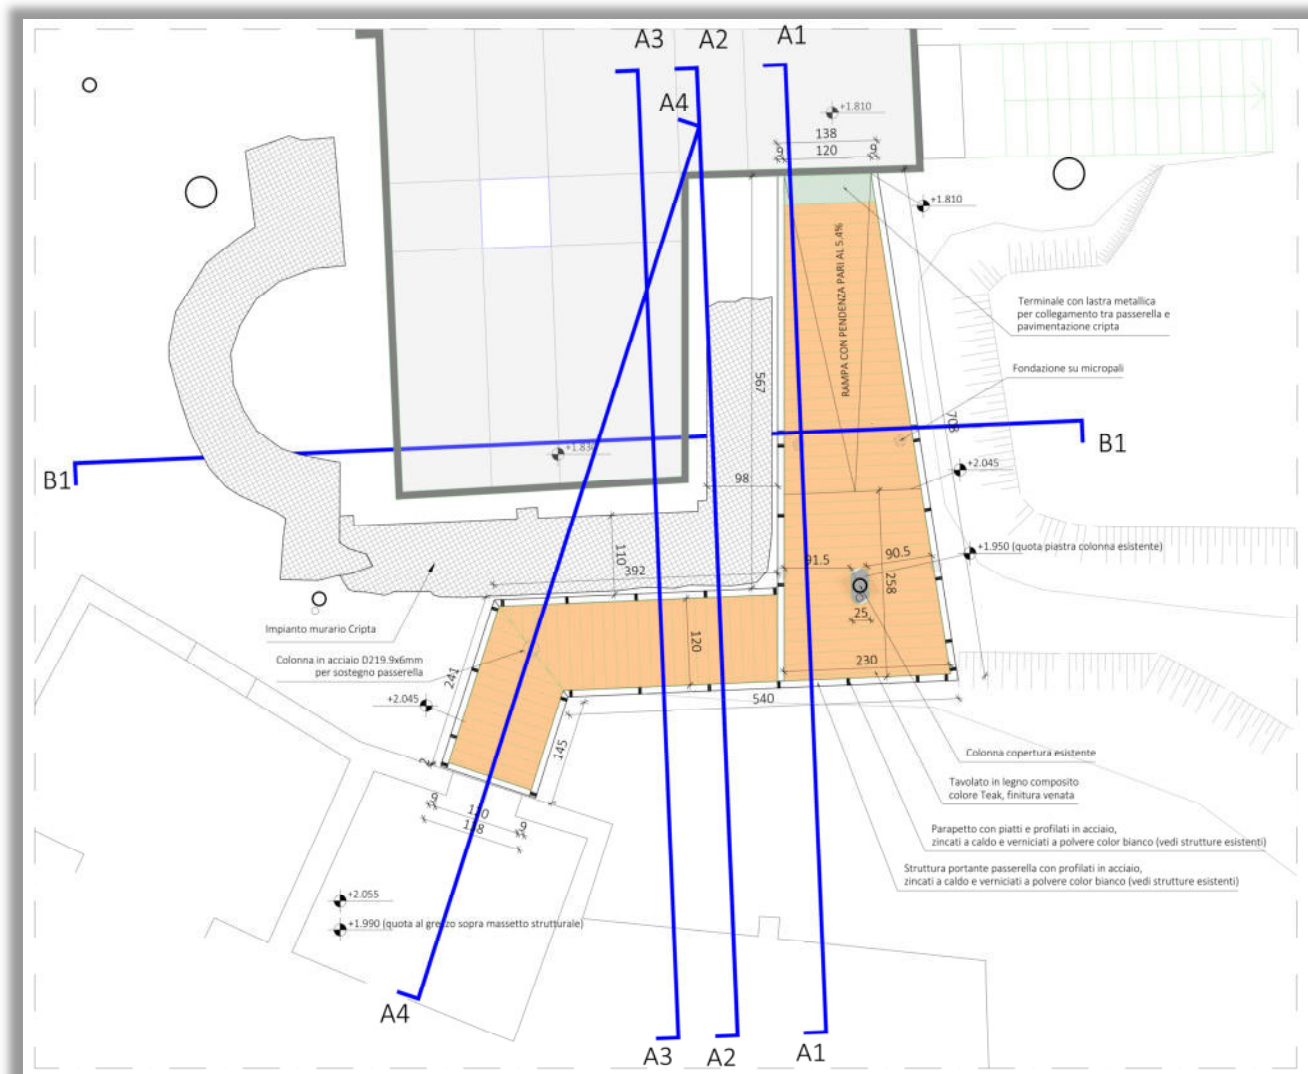 A3
A2
A1
A4
+1.810
138
9
120
9
+1.810
RAMPA CON PENDENZA PARI AL 5.4%
Terminale con lastra metallica
per collegamento tra passerella e
pavimentazione cripta
Fondazione su micropali
567
708
B1
B1
+1.83
+2.045
98
+1.950 (quota piastra colonna esistente)
110
392
91.5
90.5
258
25
Impianto murario Cripta
120
230
Colonna in acciaio D219.9x6mm
per sostegno passerella
241
+2.045
540
145
2
Colonna copertura esistente
Tavolato in legno composito
colore Teak, finitura venata
9
9
Parapetto con piatti e profilati in acciaio,
zincati a caldo e verniciati a polvere color bianco (vedi strutture esistenti)
Struttura portante passerella con profilati in acciaio,
zincati a caldo e verniciati a polvere color bianco (vedi strutture esistenti)
+2.055
+1.990 (quota al grezzo sopra massetto strutturale)
A4
A3
A2
A1